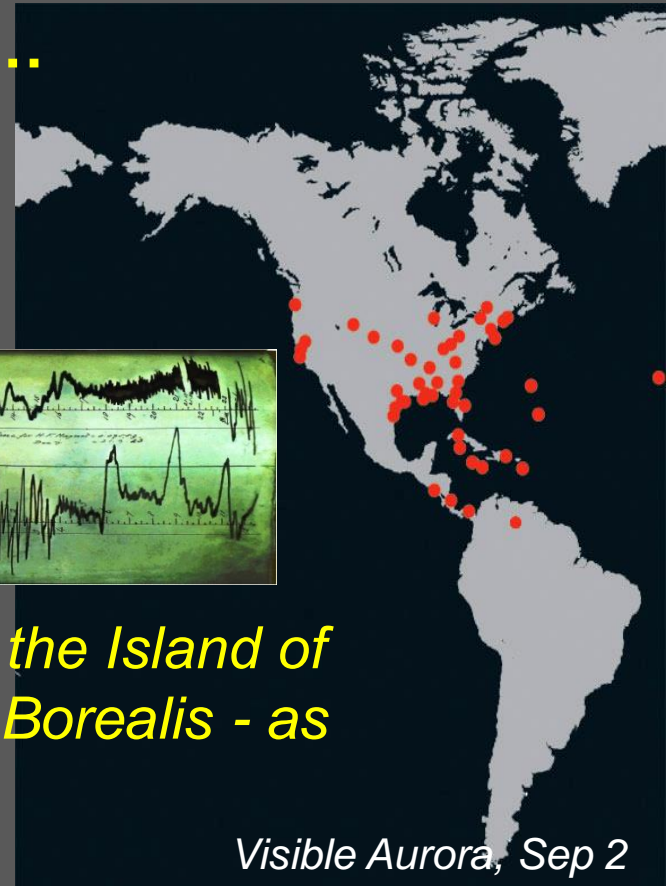 ..
the Island of
Borealis - as
Visible Aurora, Sep 2